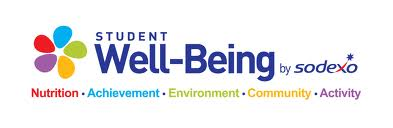 STUDENT
Well-Being by sodexo
Nutrition • Achievement • Environment • Community • Activity